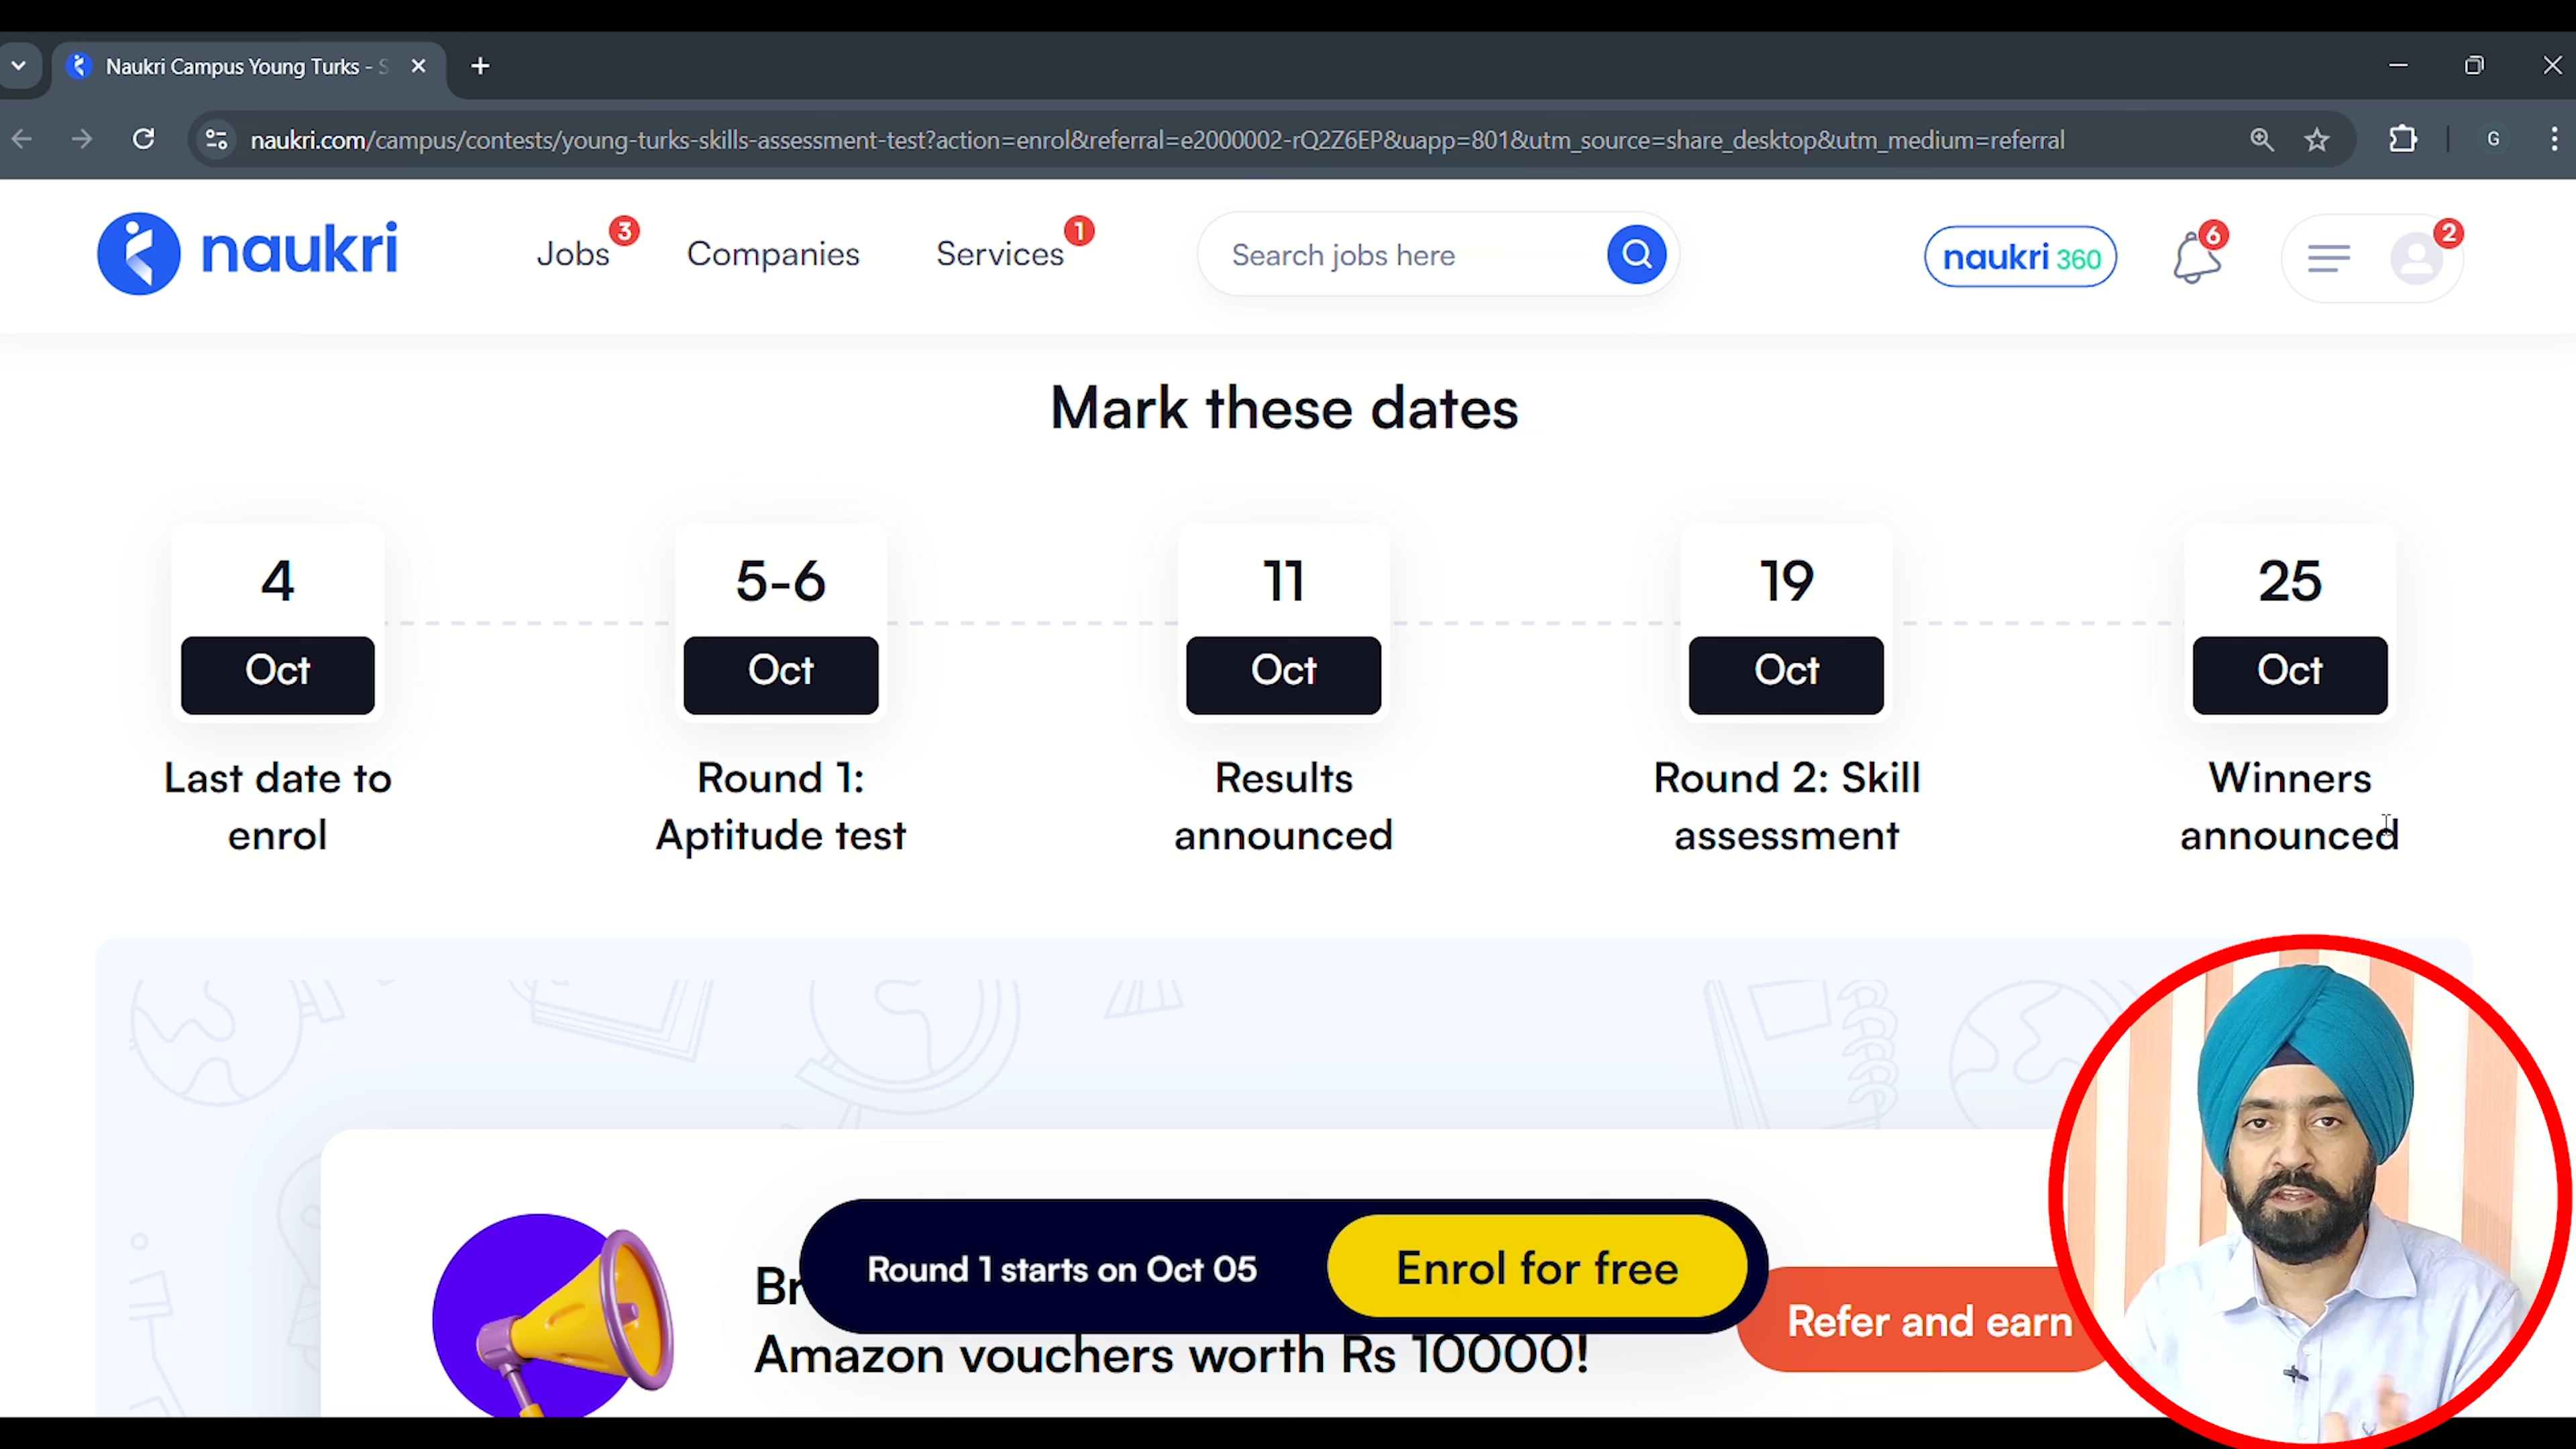 Naukri Campus Young Turks - S
naukri.com/campus/contests/young-turks-skills-assessment-test?action=enrol&referral=e2000002-rQ2Z6EP&uapp=801&utm_source=share_desktop&utm_medium=referral
G
naukri
Jobs 3
Companies
Services 1
Search jobs here
naukri 360
6
2
Mark these dates
4
Oct
Last date to
enrol
5-6
Oct
Round 1:
Aptitude test
11
Oct
Results
announced
19
Oct
Round 2: Skill
assessment
25
Oct
Winners
announced
Round 1 starts on Oct 05
Enrol for free
Br
Amazon vouchers worth Rs 10000!
Refer and earn